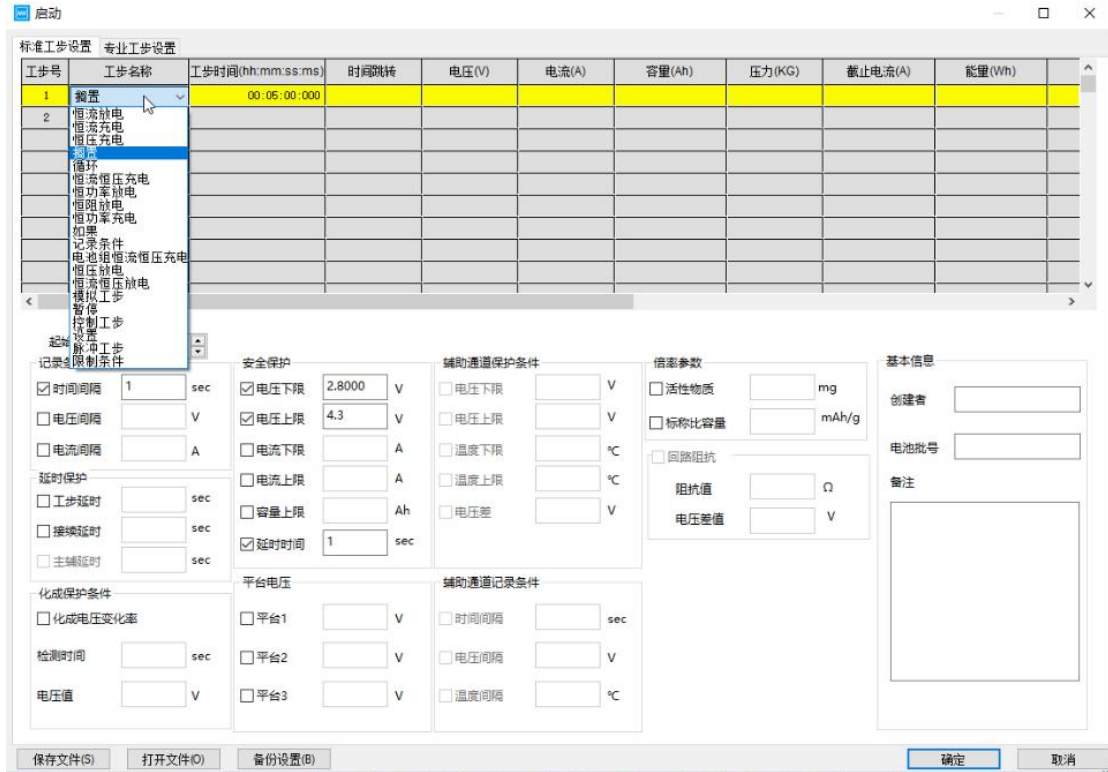 启动
标准工步设置 专业工步设置
工步号 工步名称 工步时间(hh:mm:ss:ms) 时间跳转 电压(V) 电流(A) 容量(Ah) 压力(KG) 截止电流(A) 能量(Wh)
1 搁置 00:05:00:000
2 恒流放电
恒流充电
恒压充电
搁置
循环
恒流恒压充电
恒功率放电
恒阻放电
恒功率充电
如果
记录条件
电池组恒流恒压充电
恒压放电
恒流恒压放电
模拟工步
暂停
控制工步
设置
脉冲工步
限制条件
记录 安全保护 辅助通道保护条件 倍率参数 基本信息
时间间隔 1 sec 电压下限 2.8000 V 电压下限 V 活性物质 mg
创建者
电压间隔 V 电压上限 4.3 V 电压上限 V 标称比容量 mAh/g
电流间隔 A 电流下限 A 温度下限 ℃ 回路阻抗 电池批号
延时保护 电流上限 A 温度上限 ℃ 阻抗值 Ω 备注
工步延时 sec 容量上限 Ah 电压差 V 电压差值 V
接续延时 sec 延时时间 1 sec
主辅延时 sec
化成保护条件 平台电压 辅助通道记录条件
化成电压变化率 平台1 V 时间间隔 sec
检测时间 sec 平台2 V 电压间隔 V
电压值 V 平台3 V 温度间隔 ℃
保存文件(S) 打开文件(O) 备份设置(B) 确定 取消